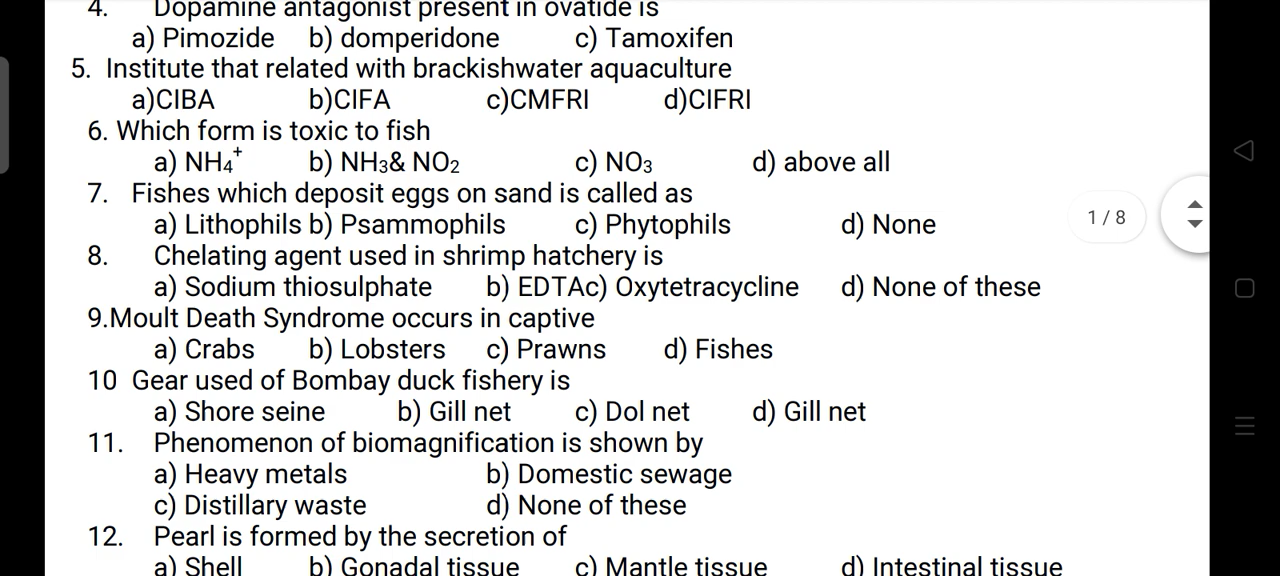 4. Dopamine antagonist present in ovatide is
a) Pimozide b) domperidone c) Tamoxifen
5. Institute that related with brackishwater aquaculture
a)CIBA b)CIFA c)CMFRI d)CIFRI
6. Which form is toxic to fish
a) NH₄⁺ b) NH₃& NO₂ c) NO₃ d) above all
7. Fishes which deposit eggs on sand is called as
a) Lithophils b) Psammophils c) Phytophils d) None
8. Chelating agent used in shrimp hatchery is
a) Sodium thiosulphate b) EDTAc) Oxytetracycline d) None of these
9.Moult Death Syndrome occurs in captive
a) Crabs b) Lobsters c) Prawns d) Fishes
10 Gear used of Bombay duck fishery is
a) Shore seine b) Gill net c) Dol net d) Gill net
11. Phenomenon of biomagnification is shown by
a) Heavy metals b) Domestic sewage
c) Distillary waste d) None of these
12. Pearl is formed by the secretion of
a) Shell b) Gonadal tissue c) Mantle tissue d) Intestinal tissue
1 / 8